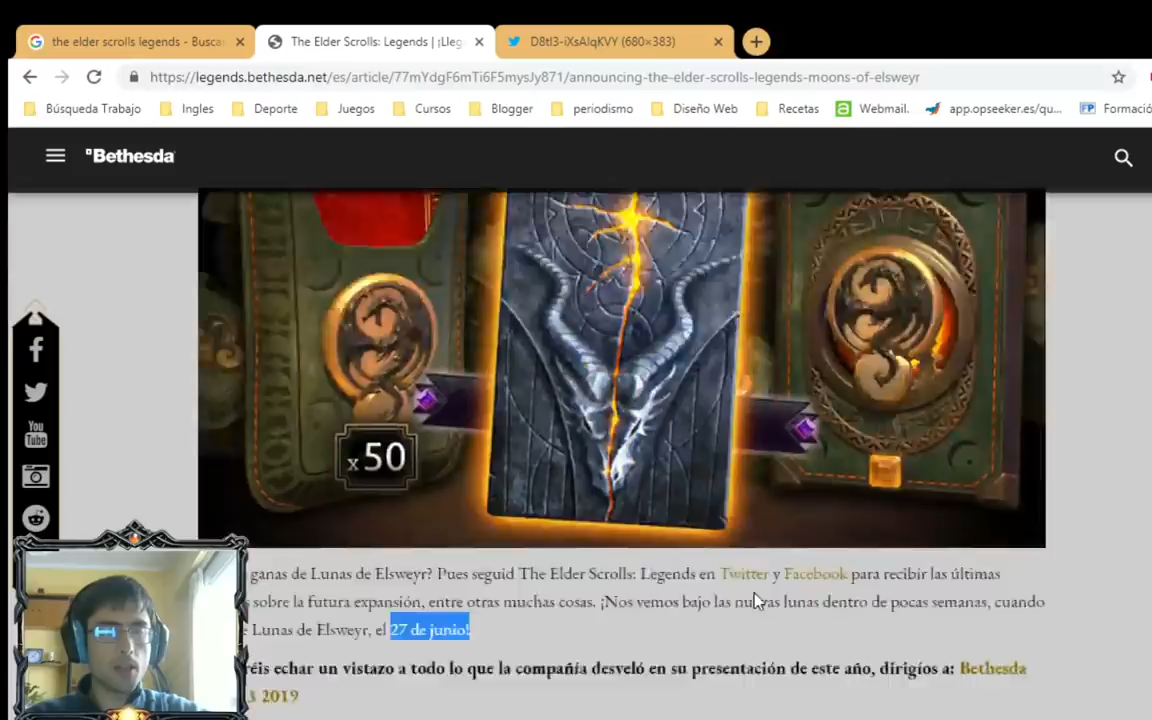 the elder scrolls legends - Busca
The Elder Scrolls: Legends | ¡Lleg
D8tI3-iXsAIqKVY (680×383)
https://legends.bethesda.net/es/article/77mYdgF6mTi6F5mysJy871/announcing-the-elder-scrolls-legends-moons-of-elsweyr
Búsqueda Trabajo
Ingles
Deporte
Juegos
Cursos
Blogger
periodismo
Diseño Web
Recetas
Webmail.
app.opseeker.es/qu...
Formació
Bethesda
You Tube
x50
ganas de Lunas de Elsweyr? Pues seguid The Elder Scrolls: Legends en Twitter y Facebook para recibir las últimas
sobre la futura expansión, entre otras muchas cosas. ¡Nos vemos bajo las nuevas lunas dentro de pocas semanas, cuando
Lunas de Elsweyr, el 27 de junio!
réis echar un vistazo a todo lo que la compañía desveló en su presentación de este año, dirigíos a: Bethesda
3 2019